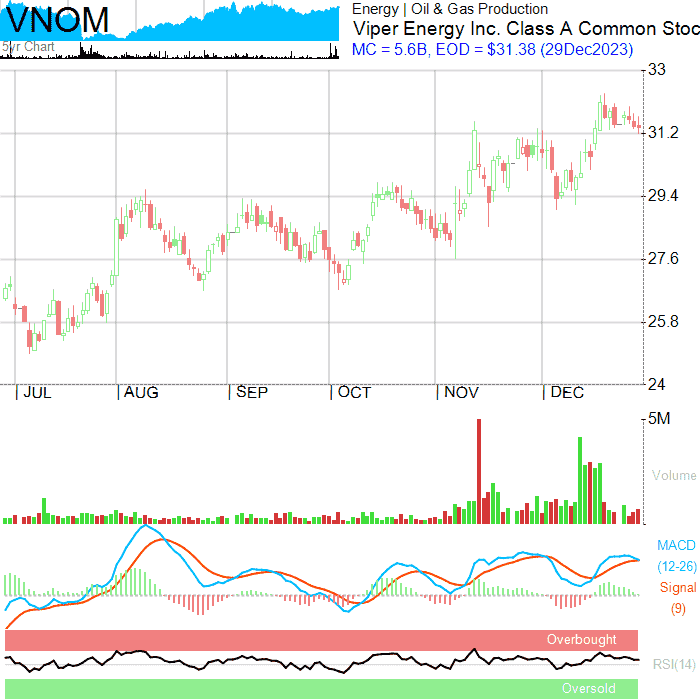 VNOM
5yr Chart
Energy | Oil & Gas Production
Viper Energy Inc. Class A Common Stoc
MC = 5.6B, EOD = $31.38 (29Dec2023)
33
31.2
29.4
27.6
25.8
24
| JUL | AUG | SEP | OCT | NOV | DEC
5M
Volume
MACD
(12-26)
Signal
(9)
Overbought
RSI(14)
Oversold